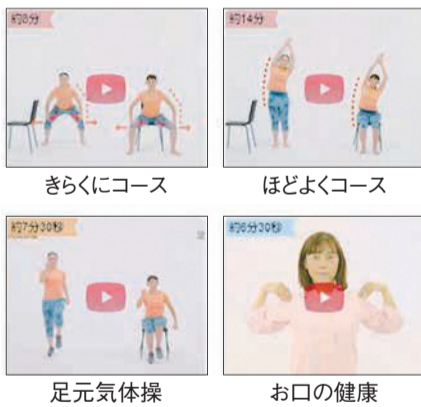 約8分
約14分
きらくにコース
ほどよくコース
約7分30秒
約6分30秒
足元気体操
お口の健康